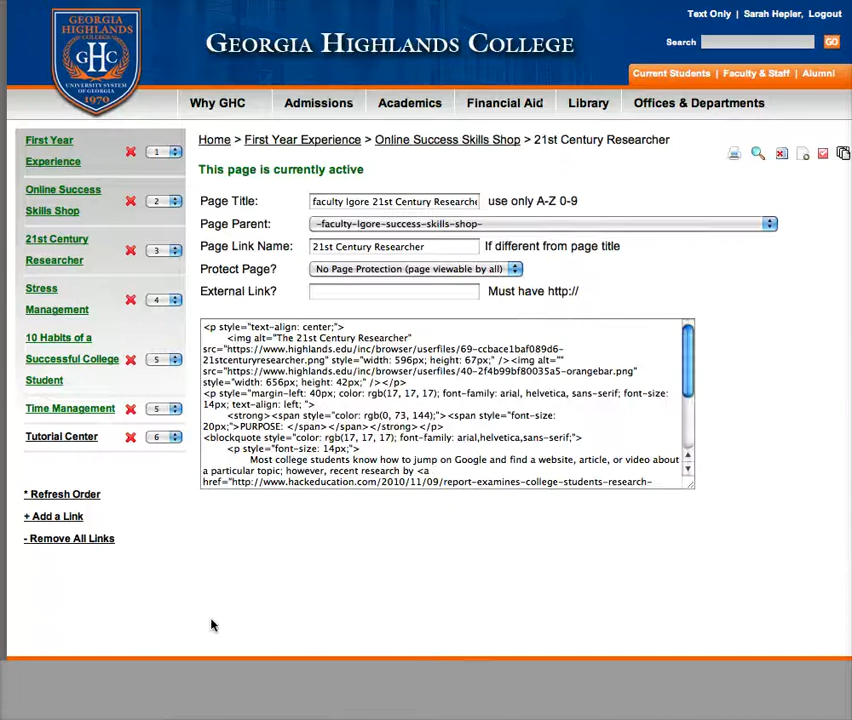 Text Only | Sarah Hepler, Logout
GEORGIA
HIGHLANDS
GHC
UNIVERSITY SYSTEM
OF GEORGIA
1970
GEORGIA HIGHLANDS COLLEGE
Search GO
Current Students | Faculty & Staff | Alumni
Why GHC Admissions Academics Financial Aid Library Offices & Departments
Home > First Year Experience > Online Success Skills Shop > 21st Century Researcher
This page is currently active
First Year
Experience
1
Online Success
Skills Shop
2
21st Century
Researcher
3
Stress
Management
4
10 Habits of a
Successful College
Student
5
Time Management
5
Tutorial Center
6
* Refresh Order
+ Add a Link
- Remove All Links
Page Title: faculty lgore 21st Century Researche use only A-Z 0-9
Page Parent: -faculty-lgore-success-skills-shop-
Page Link Name: 21st Century Researcher If different from page title
Protect Page? No Page Protection (page viewable by all)
External Link? Must have http://
<p style="text-align: center;">
<img alt="The 21st Century Researcher"
src="https://www.highlands.edu/inc/browser/userfiles/69-ccbace1baf089d6-
21stcenturyresearcher.png" style="width: 596px; height: 67px;" /><img alt=""
src="https://www.highlands.edu/inc/browser/userfiles/40-2f4b99bf80035a5-orangebar.png"
style="width: 656px; height: 42px;" /></p>
<p style="margin-left: 40px; color: rgb(17, 17, 17); font-family: arial, helvetica, sans-serif; font-size:
14px; text-align: left; ">
<strong><span style="color: rgb(0, 73, 144);"><span style="font-size:
20px;">PURPOSE: </span></span></strong></p>
<blockquote style="color: rgb(17, 17, 17); font-family: arial,helvetica,sans-serif;">
<p style="font-size: 14px;">
Most college students know how to jump on Google and find a website, article, or video about
a particular topic; however, recent research by <a
href="http://www.hackeducation.com/2010/11/09/report-examines-college-students-research-